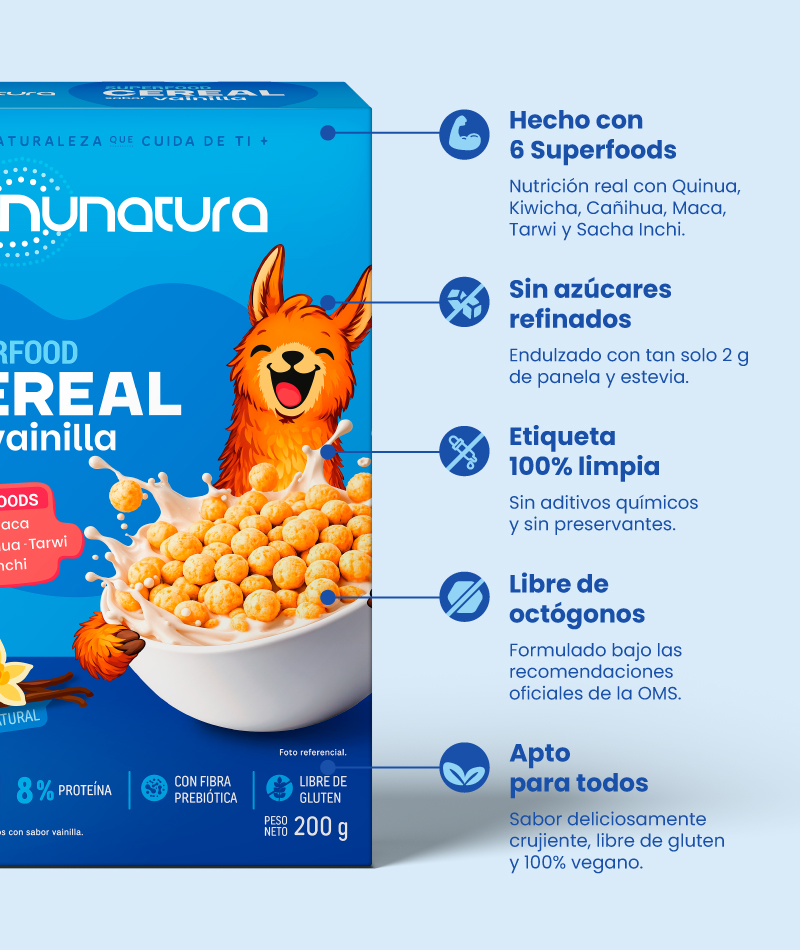 SUPERFOOD
CEREAL
sabor vainilla
ATURALEZA QUE CUIDA DE TI +
nunatura
RFOOD
EREAL
vainilla
OODS
aca
ua · Tarwi
nchi
ATURAL
Foto referencial.
8% PROTEÍNA
CON FIBRA
PREBIÓTICA
LIBRE DE
GLUTEN
os con sabor vainilla.
PESO
NETO 200 g
Hecho con
6 Superfoods
Nutrición real con Quinua,
Kiwicha, Cañihua, Maca,
Tarwi y Sacha Inchi.
Sin azúcares
refinados
Endulzado con tan solo 2 g
de panela y estevia.
Etiqueta
100% limpia
Sin aditivos químicos
y sin preservantes.
Libre de
octógonos
Formulado bajo las
recomendaciones
oficiales de la OMS.
Apto
para todos
Sabor deliciosamente
crujiente, libre de gluten
y 100% vegano.